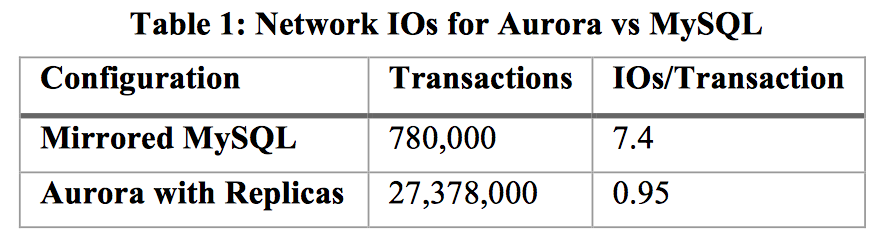 Table 1: Network IOs for Aurora vs MySQL
Configuration Transactions IOs/Transaction
Mirrored MySQL 780,000 7.4
Aurora with Replicas 27,378,000 0.95